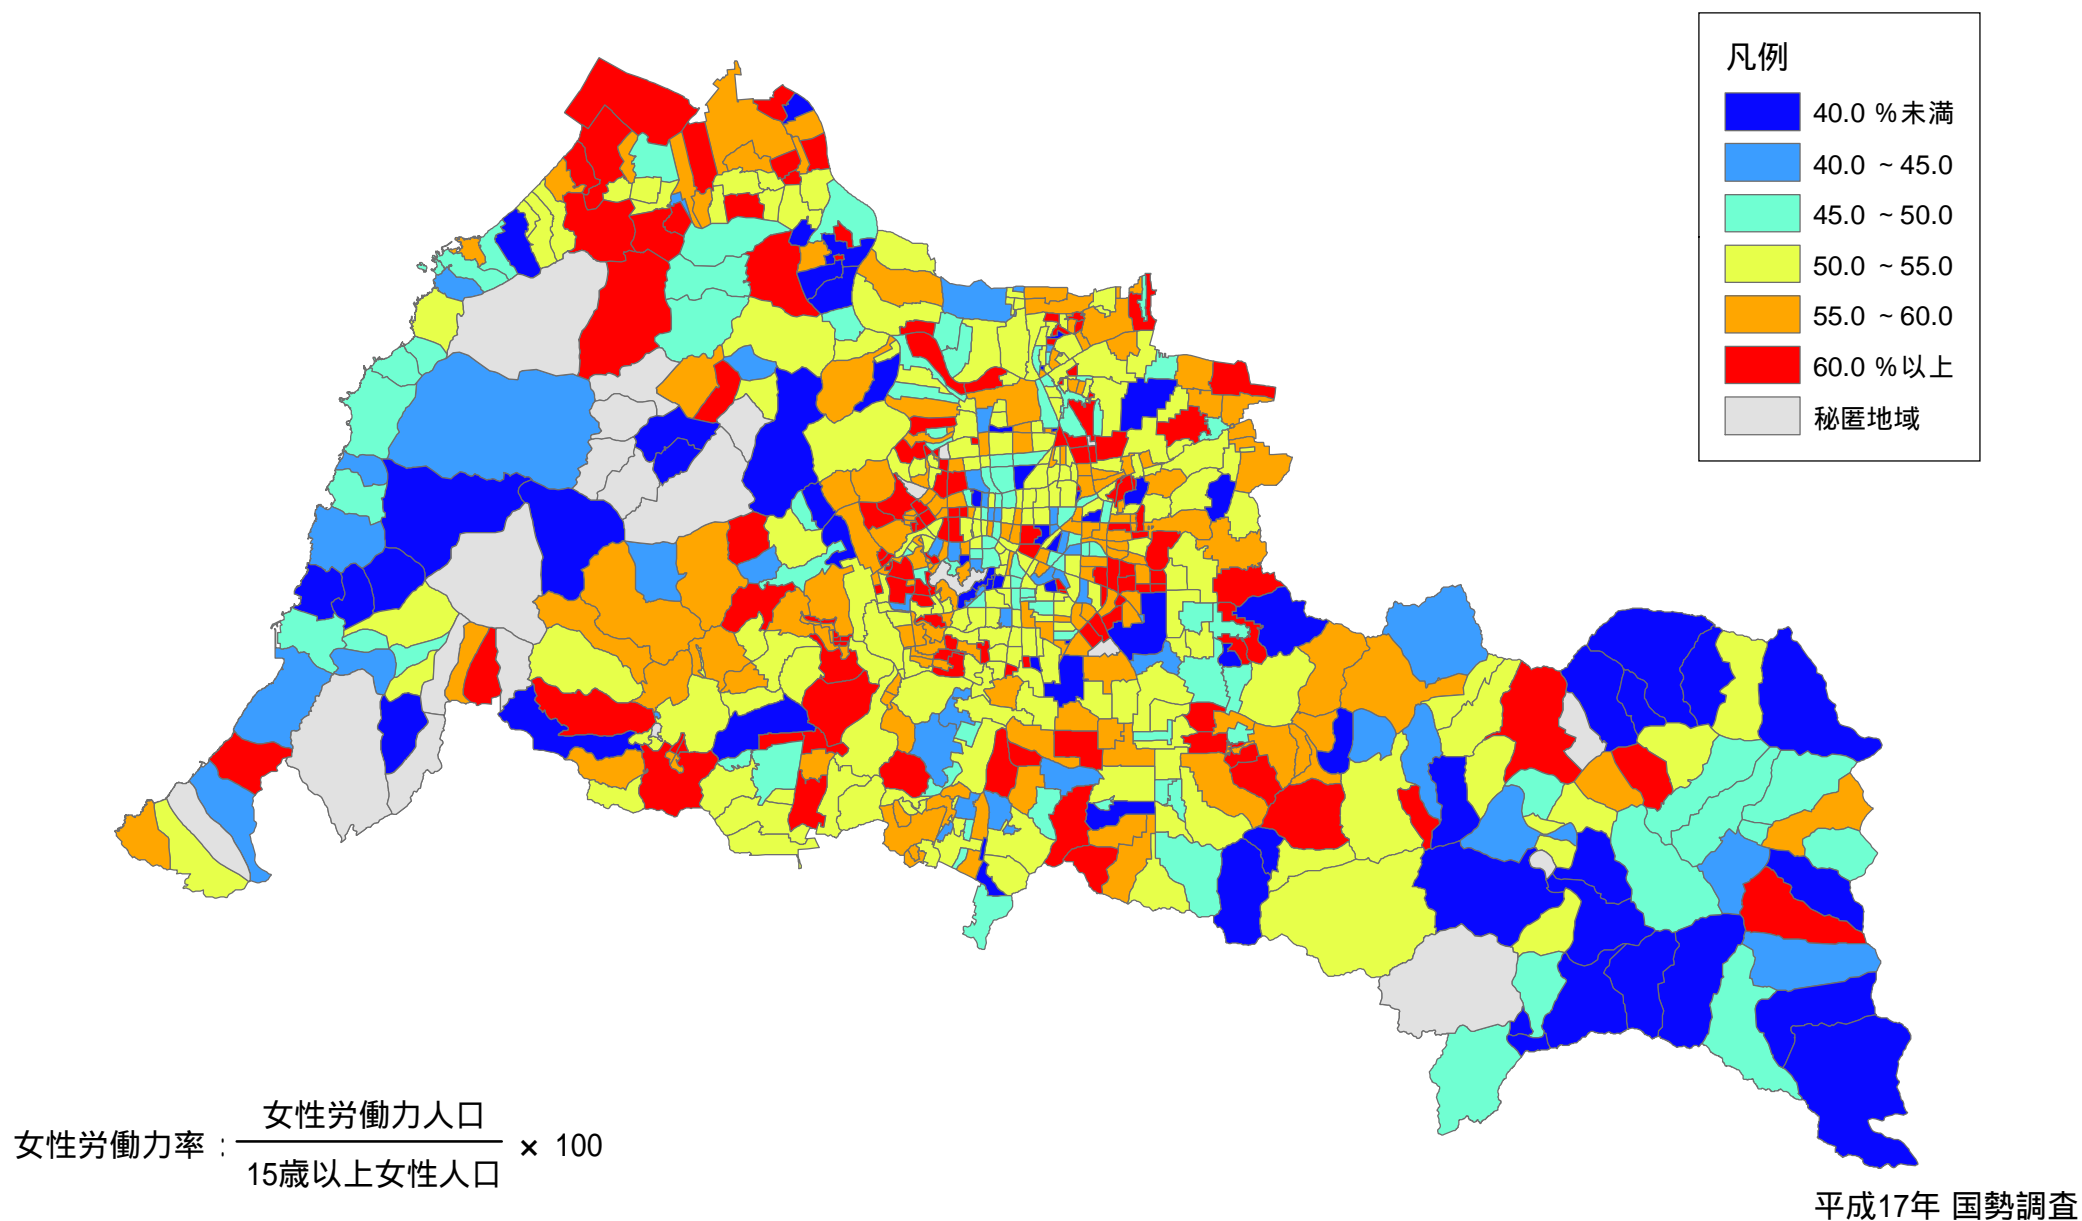 凡例
40.0 %未満
40.0 ~45.0
45.0 ~50.0
50.0 ~55.0
55.0 ~60.0
60.0 %以上
秘匿地域
女性労働力人口
女性労働力率 : × 100
15歳以上女性人口
平成17年 国勢調査